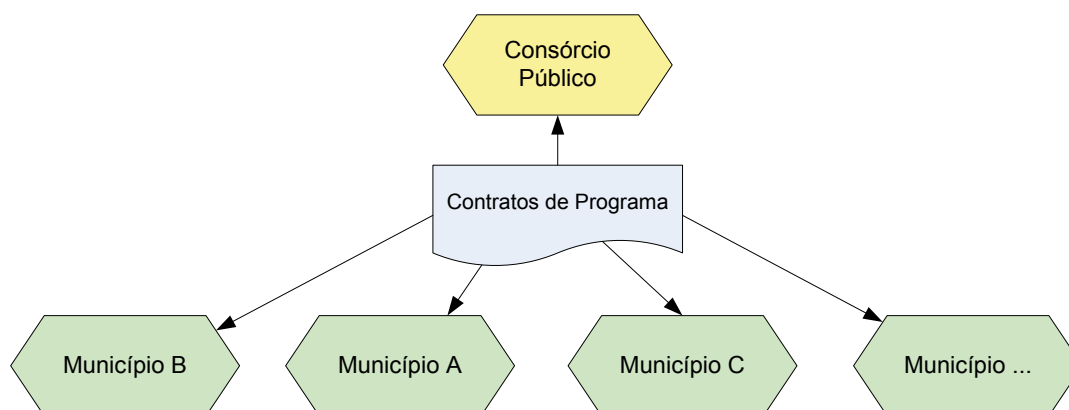 Consórcio
Público
Contratos de Programa
Município B
Município A
Município C
Município ...